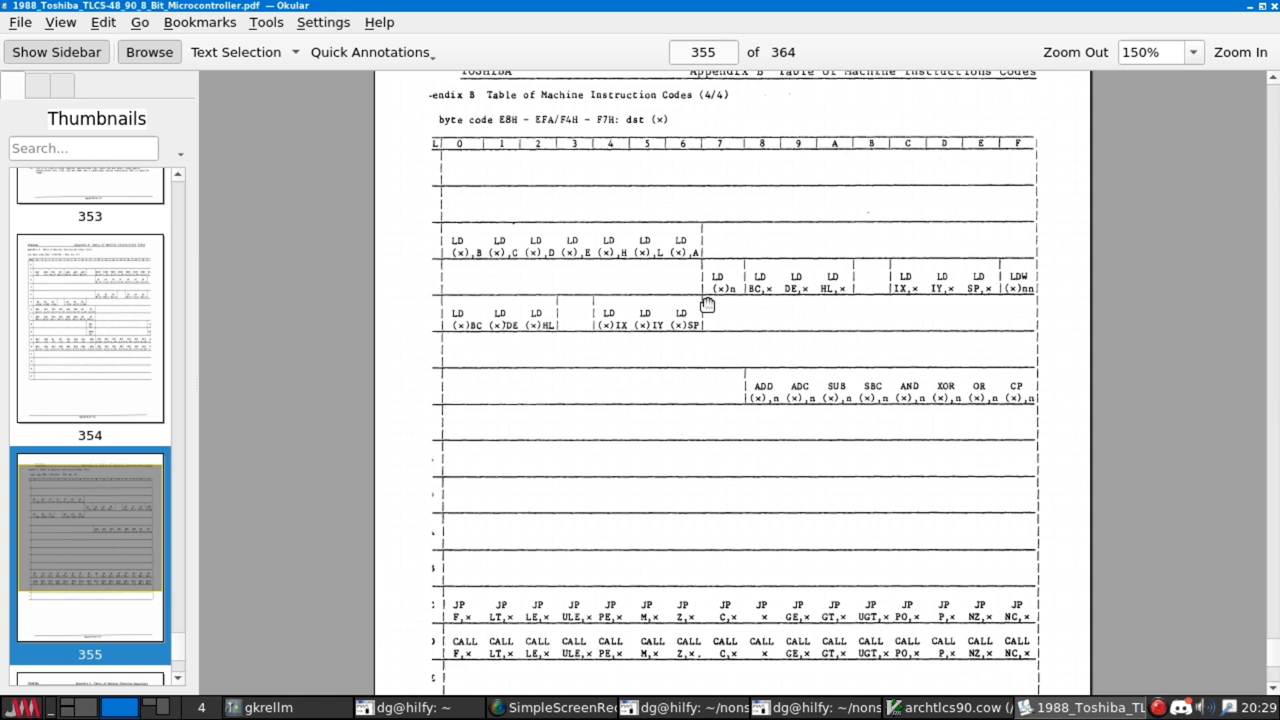 1988_Toshiba_TLCS-48_90_8_Bit_Microcontroller.pdf — Okular
File View Edit Go Bookmarks Tools Settings Help
Show Sidebar Browse Text Selection Quick Annotations 355 of 364 Zoom Out 150% Zoom In
Thumbnails
Search...
353
354
355
TOSHIBA Appendix B Table of Machine Instructions Codes
-endix B Table of Machine Instruction Codes (4/4)
byte code E8H - EFA/F4H - F7H: dst (x)
L 0 1 2 3 4 5 6 7 8 9 A B C D E F
LD LD LD LD LD LD LD
(x),B (x),C (x),D (x),E (x),H (x),L (x),A
LD LD LD LD LD LD LD LDW
(x)n BC,x DE,x HL,x IX,x IY,x SP,x (x)nn
LD LD LD LD LD LD
(x)BC (x)DE (x)HL (x)IX (x)IY (x)SP
ADD ADC SUB SBC AND XOR OR CP
(x),n (x),n (x),n (x),n (x),n (x),n (x),n (x),n
JP JP JP JP JP JP JP JP JP JP JP JP JP JP JP JP
F,x LT,x LE,x ULE,x PE,x M,x Z,x C,x x GE,x GT,x UGT,x PO,x P,x NZ,x NC,x
CALL CALL CALL CALL CALL CALL CALL CALL CALL CALL CALL CALL CALL CALL CALL CALL
F,x LT,x LE,x ULE,x PE,x M,x Z,x. C,x x GE,x GT,x UGT,x PO,x P,x NZ,x NC,x
4 gkrellm dg@hilfy: ~ SimpleScreenRec dg@hilfy: ~/nons dg@hilfy: ~/nons archtlcs90.cow (/ 1988_Toshiba_TL 20:29